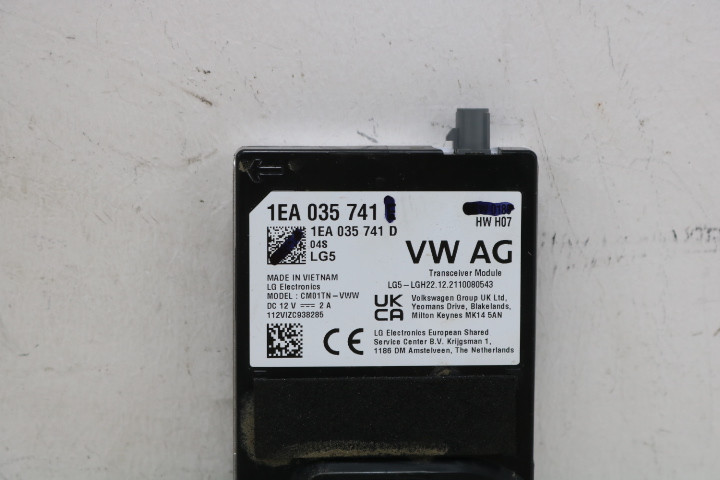 1EA 035 741
HW H07
1EA 035 741 D
04S
LG5
VW AG
Transceiver Module
LG5-LGH22.12.2110080543
MADE IN VIETNAM
LG Electronics
MODEL : CM01TN-VWW
DC 12 V ⎓ 2 A
112VIZC938285
UK
CA
Volkswagen Group UK Ltd,
Yeomans Drive, Blakelands,
Milton Keynes MK14 5AN
CE
LG Electronics European Shared
Service Center B.V. Krijgsman 1,
1186 DM Amstelveen, The Netherlands